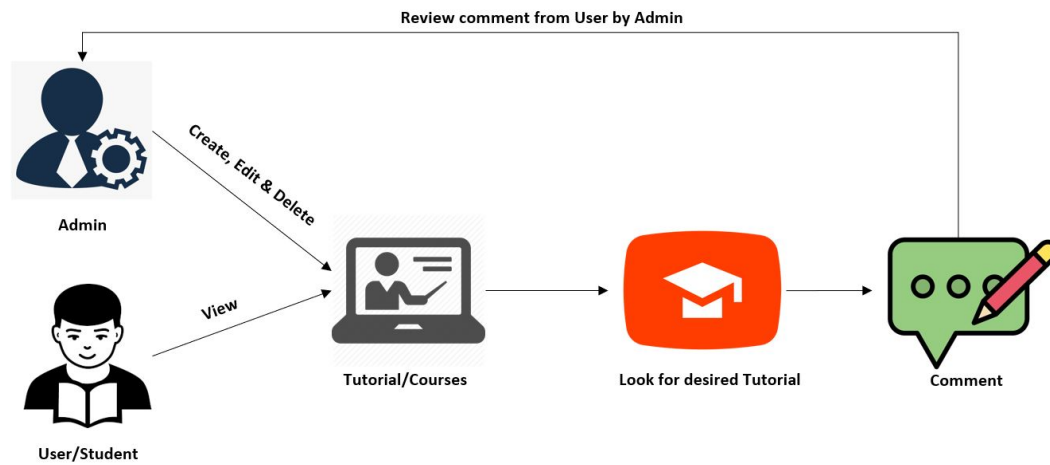 Review comment from User by Admin
Admin
Create, Edit & Delete
View
User/Student
Tutorial/Courses
Look for desired Tutorial
Comment